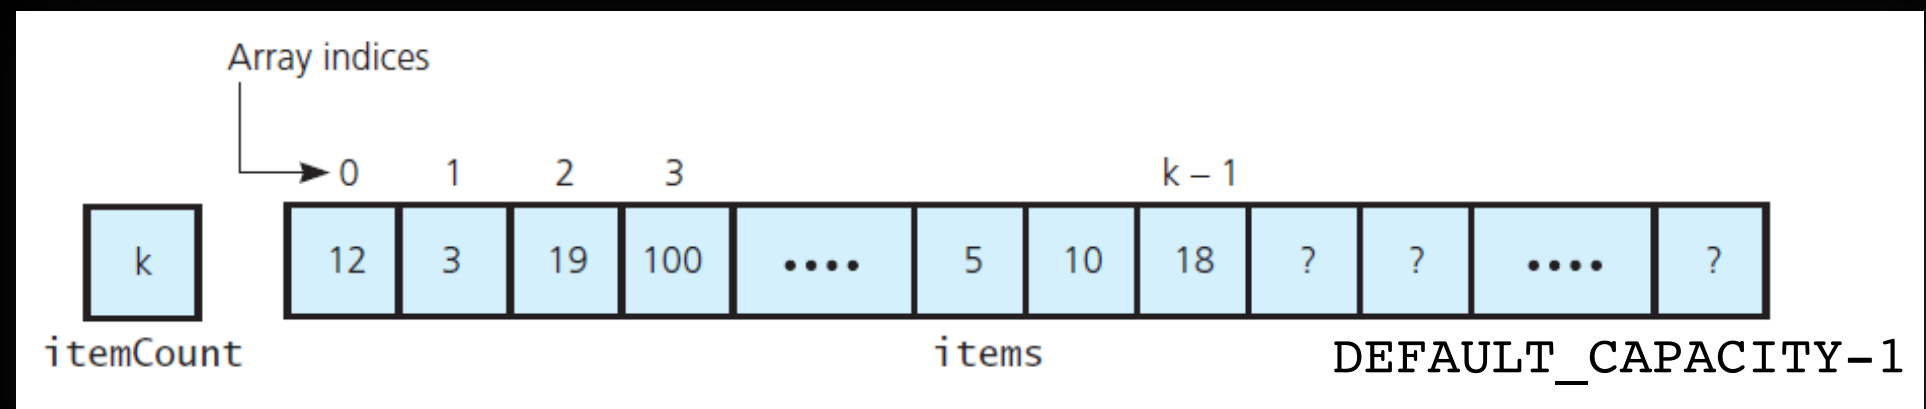 Array indices
0 1 2 3 k – 1
k 12 3 19 100 •••• 5 10 18 ? ? •••• ?
itemCount items DEFAULT_CAPACITY-1